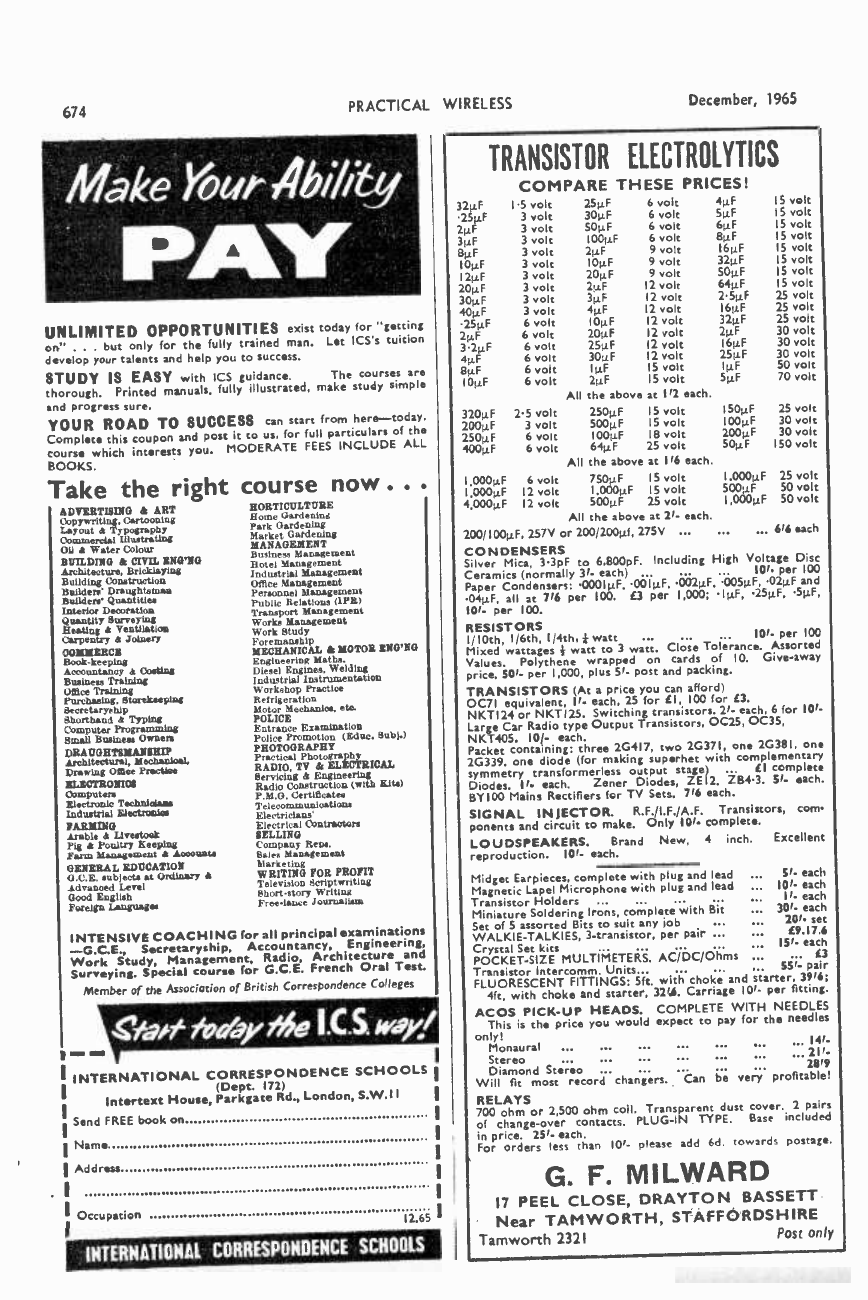 674
PRACTICAL WIRELESS
December, 1965
Make Your Ability
PAY
UNLIMITED OPPORTUNITIES exist today for "getting
on" . . . but only for the fully trained man. Let ICS's tuition
develop your talents and help you to success.
STUDY IS EASY with ICS guidance. The courses are
thorough. Printed manuals, fully illustrated, make study simple
and progress sure.
YOUR ROAD TO SUCCESS can start from here—today.
Complete this coupon and post it to us, for full particulars of the
course which interests you. MODERATE FEES INCLUDE ALL
BOOKS.
Take the right course now . . .
ADVERTISING & ART
Copywriting, Cartooning
Layout & Typography
Commercial Illustrating
Oil & Water Colour
BUILDING & CIVIL ENG'NG
Architecture, Bricklaying
Building Construction
Builders' Draughtsman
Builders' Quantities
Interior Decoration
Quantity Surveying
Heating & Ventilation
Carpentry & Joinery
COMMERCE
Book-keeping
Accountancy & Costing
Business Training
Office Training
Purchasing, Storekeeping
Secretaryship
Shorthand & Typing
Computer Programming
Small Business Owners
DRAUGHTSMANSHIP
Architectural, Mechanical,
Drawing Office Practice
ELECTRONICS
Computers
Electronic Technicians
Industrial Electronics
FARMING
Arable & Livestock
Pig & Poultry Keeping
Farm Management & Accounts
GENERAL EDUCATION
G.C.E. subjects at Ordinary &
Advanced Level
Good English
Foreign Languages
HORTICULTURE
Home Gardening
Park Gardening
Market Gardening
MANAGEMENT
Business Management
Hotel Management
Industrial Management
Office Management
Personnel Management
Public Relations (IPR)
Transport Management
Works Management
Work Study
Foremanship
MECHANICAL & MOTOR ENG'NG
Engineering Maths.
Diesel Engines, Welding
Industrial Instrumentation
Workshop Practice
Refrigeration
Motor Mechanics, etc.
POLICE
Entrance Examination
Police Promotion (Educ. Subj.)
PHOTOGRAPHY
Practical Photography
RADIO, TV & ELECTRICAL
Servicing & Engineering
Radio Construction (with Kits)
P.M.G. Certificates
Telecommunications
Electricians'
Electrical Contractors
SELLING
Company Reps.
Sales Management
Marketing
WRITING FOR PROFIT
Television Scriptwriting
Short-story Writing
Free-lance Journalism
INTENSIVE COACHING for all principal examinations
—G.C.E., Secretaryship, Accountancy, Engineering,
Work Study, Management, Radio, Architecture and
Surveying. Special course for G.C.E. French Oral Test.
Member of the Association of British Correspondence Colleges
Start today the I.C.S. way!
INTERNATIONAL CORRESPONDENCE SCHOOLS
(Dept. 172)
Intertext House, Parkgate Rd., London, S.W.11
Send FREE book on
Name
Address
Occupation
12.65
INTERNATIONAL CORRESPONDENCE SCHOOLS
TRANSISTOR ELECTROLYTICS
COMPARE THESE PRICES!
32µF 1·5 volt 25µF 6 volt 4µF 15 volt
·25µF 3 volt 30µF 6 volt 5µF 15 volt
2µF 3 volt 50µF 6 volt 6µF 15 volt
3µF 3 volt 100µF 6 volt 8µF 15 volt
8µF 3 volt 2µF 9 volt 16µF 15 volt
10µF 3 volt 10µF 9 volt 32µF 15 volt
12µF 3 volt 20µF 9 volt 50µF 15 volt
20µF 3 volt 2µF 12 volt 64µF 15 volt
30µF 3 volt 3µF 12 volt 2·5µF 25 volt
40µF 3 volt 4µF 12 volt 16µF 25 volt
·25µF 6 volt 10µF 12 volt 32µF 25 volt
2µF 6 volt 20µF 12 volt 2µF 30 volt
3·2µF 6 volt 25µF 12 volt 16µF 30 volt
4µF 6 volt 30µF 12 volt 25µF 30 volt
8µF 6 volt 1µF 15 volt 1µF 50 volt
10µF 6 volt 2µF 15 volt 5µF 70 volt
All the above at 1/2 each.
320µF 2·5 volt 250µF 15 volt 150µF 25 volt
200µF 3 volt 500µF 15 volt 100µF 30 volt
250µF 6 volt 100µF 18 volt 200µF 30 volt
400µF 6 volt 64µF 25 volt 50µF 150 volt
All the above at 1/6 each.
1,000µF 6 volt 750µF 15 volt 1,000µF 25 volt
1,000µF 12 volt 1,000µF 15 volt 500µF 50 volt
4,000µF 12 volt 500µF 25 volt 1,000µF 50 volt
All the above at 2/- each.
200/100µF, 257V or 200/200µf, 275V ... ... ... 6/6 each
CONDENSERS
Silver Mica, 3·3pF to 6,800pF. Including High Voltage Disc
Ceramics (normally 3/- each) ... ... ... 10/- per 100
Paper Condensers: ·0001µF, ·001µF, ·002µF, ·005µF, ·02µF and
·04µF, all at 7/6 per 100. £3 per 1,000; ·1µF, ·25µF, ·5µF,
10/- per 100.
RESISTORS
1/10th, 1/6th, 1/4th, ½ watt ... ... ... 10/- per 100
Mixed wattages ½ watt to 3 watt. Close Tolerance. Assorted
Values. Polythene wrapped on cards of 10. Give-away
price, 50/- per 1,000, plus 5/- post and packing.
TRANSISTORS (At a price you can afford)
OC71 equivalent, 1/- each, 25 for £1, 100 for £3.
NKT124 or NKT125. Switching transistors. 2/- each, 6 for 10/-
Large Car Radio type Output Transistors, OC25, OC35,
NKT405. 10/- each.
Packet containing: three 2G417, two 2G371, one 2G381, one
2G339, one diode (for making superhet with complementary
symmetry transformerless output stage) ... £1 complete
Diodes. 1/- each. Zener Diodes, ZE12, ZB4·3. 5/- each.
BY100 Mains Rectifiers for TV Sets. 7/6 each.
SIGNAL INJECTOR. R.F./I.F./A.F. Transistors, com-
ponents and circuit to make. Only 10/- complete.
LOUDSPEAKERS. Brand New, 4 inch. Excellent
reproduction. 10/- each.
Midget Earpieces, complete with plug and lead ... 5/- each
Magnetic Lapel Microphone with plug and lead ... 10/- each
Transistor Holders ... ... ... ... ... 1/- each
Miniature Soldering Irons, complete with Bit ... 30/- each
Set of 5 assorted Bits to suit any job ... ... 20/- set
WALKIE-TALKIES, 3-transistor, per pair ... ... £9.17.6
Crystal Set kits ... ... ... ... ... 15/- each
POCKET-SIZE MULTIMETERS. AC/DC/Ohms ... ... £3
Transistor Intercomm. Units... ... ... ... 55/- pair
FLUORESCENT FITTINGS: 5ft. with choke and starter, 39/6;
4ft, with choke and starter, 32/6. Carriage 10/- per fitting.
ACOS PICK-UP HEADS. COMPLETE WITH NEEDLES
This is the price you would expect to pay for the needles
only!
Monaural ... ... ... ... ... ... ... 14/-
Stereo ... ... ... ... ... ... ... 21/-
Diamond Stereo ... ... ... ... ... 28/9
Will fit most record changers. Can be very profitable!
RELAYS
700 ohm or 2,500 ohm coil. Transparent dust cover. 2 pairs
of change-over contacts. PLUG-IN TYPE. Base included
in price. 25/- each.
For orders less than 10/- please add 6d. towards postage.
G. F. MILWARD
17 PEEL CLOSE, DRAYTON BASSETT
Near TAMWORTH, STAFFORDSHIRE
Tamworth 2321
Post only